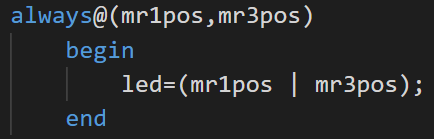 always@(mr1pos,mr3pos)
begin
led=(mr1pos | mr3pos);
end